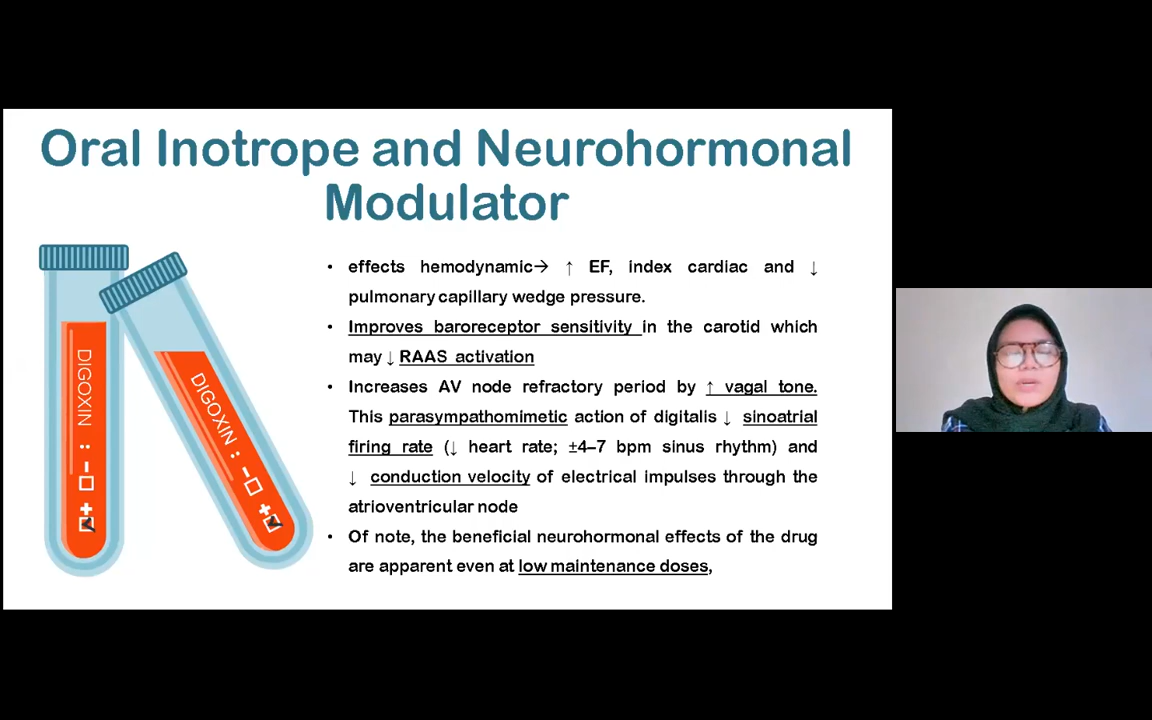 Oral Inotrope and Neurohormonal
Modulator
• effects hemodynamic→ ↑ EF, index cardiac and ↓
pulmonary capillary wedge pressure.
• Improves baroreceptor sensitivity in the carotid which
may ↓ RAAS activation
• Increases AV node refractory period by ↑ vagal tone.
This parasympathomimetic action of digitalis ↓ sinoatrial
firing rate (↓ heart rate; ±4–7 bpm sinus rhythm) and
↓ conduction velocity of electrical impulses through the
atrioventricular node
• Of note, the beneficial neurohormonal effects of the drug
are apparent even at low maintenance doses,
DIGOXIN : -□ +☑
DIGOXIN : -□ +☑